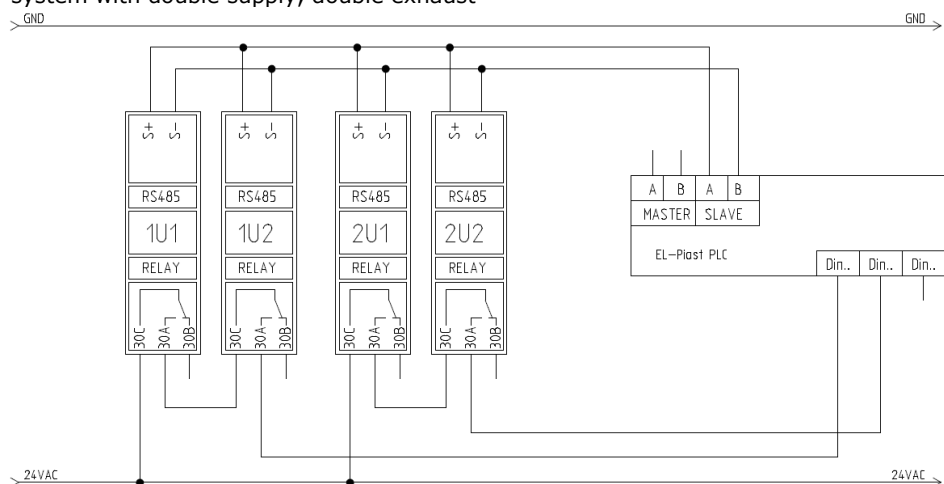 system with double supply, double exhaust
GND GND
S+ S- S+ S- S+ S- S+ S-
RS485 RS485 RS485 RS485
A B A B
MASTER SLAVE
1U1 1U2 2U1 2U2
EL-Piast PLC
RELAY RELAY RELAY RELAY
Din.. Din.. Din..
30C 30A 30B 30C 30A 30B 30C 30A 30B 30C 30A 30B
24VAC 24VAC